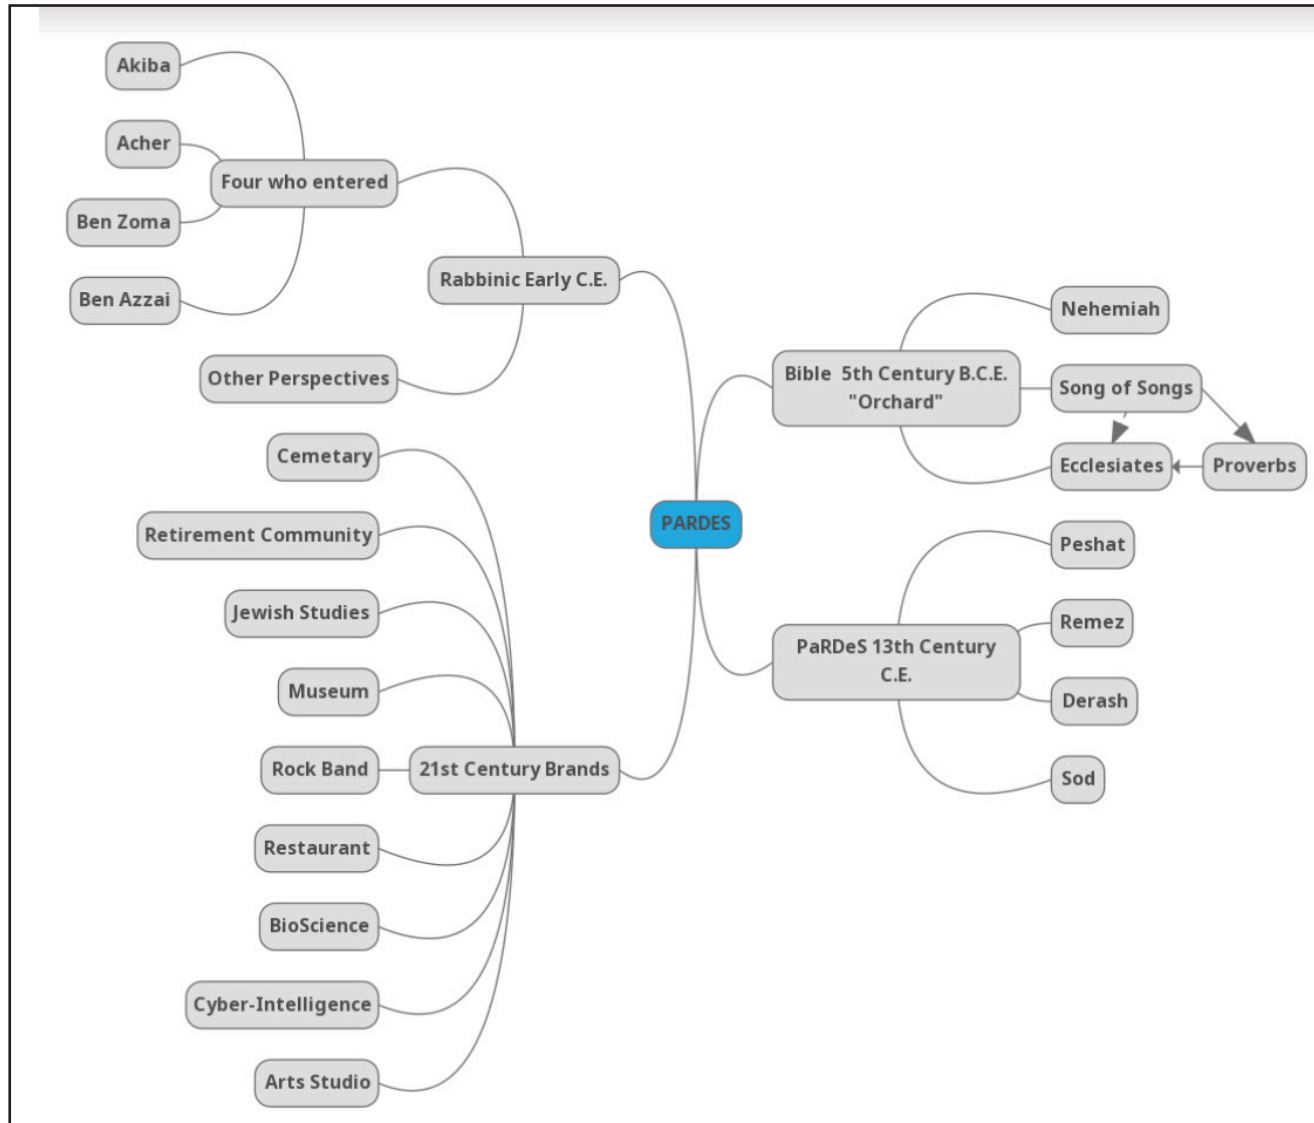 Akiba
Acher
Four who entered
Ben Zoma
Ben Azzai
Rabbinic Early C.E.
Other Perspectives
Cemetary
Retirement Community
Jewish Studies
Museum
Rock Band
21st Century Brands
Restaurant
BioScience
Cyber-Intelligence
Arts Studio
PARDES
Bible  5th Century B.C.E.
"Orchard"
Nehemiah
Song of Songs
Ecclesiates
Proverbs
PaRDeS 13th Century
C.E.
Peshat
Remez
Derash
Sod